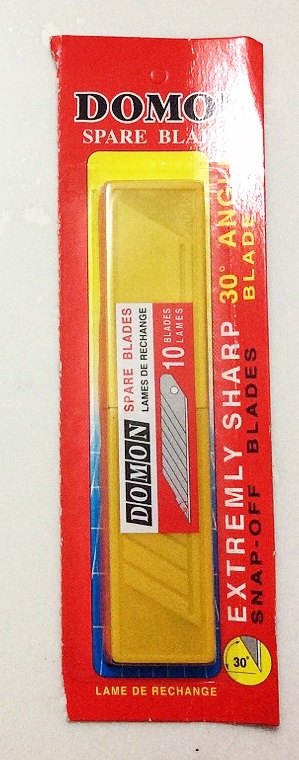 DOMON
SPARE
EXTREMLY SHARP 30° ANGLE
BLADE
SNAP-OFF BLADES
DOMON
SPARE BLADES
LAMES DE RECHANGE
10 BLADES
LAMES
30°
LAME DE RECHANGE